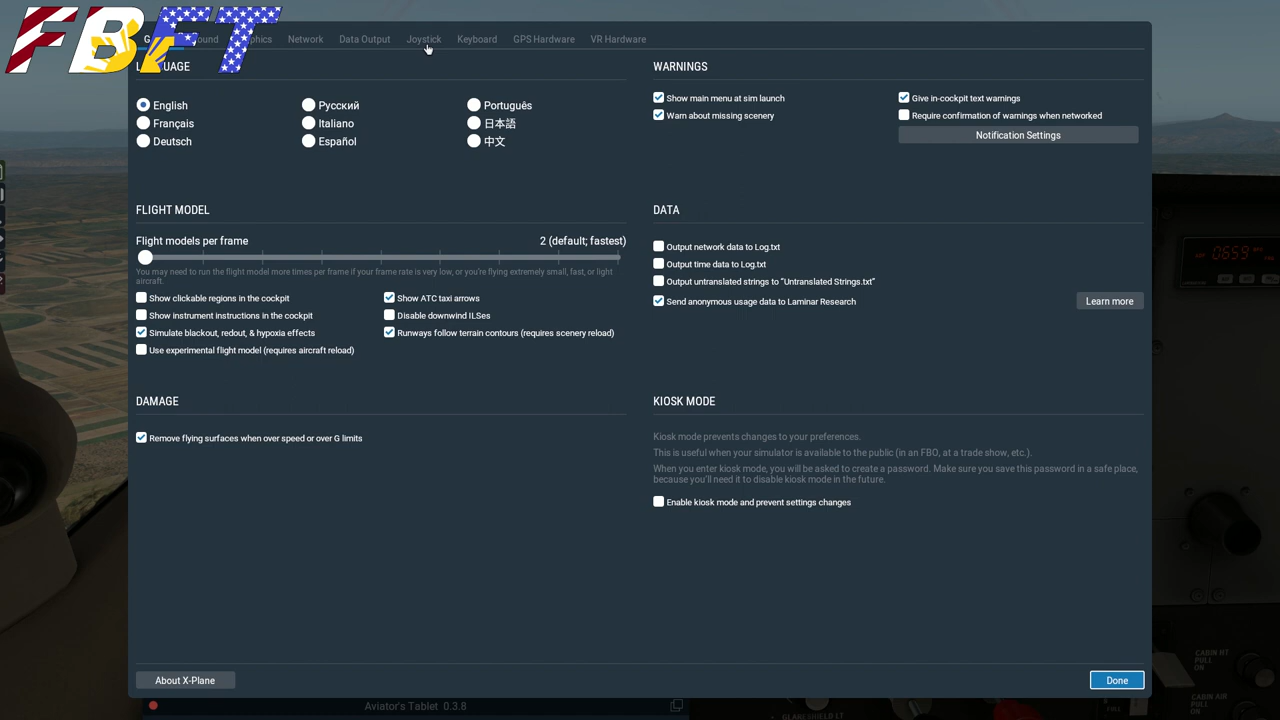 FBFT
Sound Graphics Network Data Output Joystick Keyboard GPS Hardware VR Hardware
LANGUAGE
English
Русский
Português
Français
Italiano
日本語
Deutsch
Español
中文
WARNINGS
Show main menu at sim launch
Give in-cockpit text warnings
Warn about missing scenery
Require confirmation of warnings when networked
Notification Settings
FLIGHT MODEL
Flight models per frame
2 (default; fastest)
You may need to run the flight model more times per frame if your frame rate is very low, or you're flying extremely small, fast, or light
aircraft.
Show clickable regions in the cockpit
Show ATC taxi arrows
Show instrument instructions in the cockpit
Disable downwind ILSes
Simulate blackout, redout, & hypoxia effects
Runways follow terrain contours (requires scenery reload)
Use experimental flight model (requires aircraft reload)
DATA
Output network data to Log.txt
Output time data to Log.txt
Output untranslated strings to "Untranslated Strings.txt"
Send anonymous usage data to Laminar Research
Learn more
DAMAGE
Remove flying surfaces when over speed or over G limits
KIOSK MODE
Kiosk mode prevents changes to your preferences.
This is useful when your simulator is available to the public (in an FBO, at a trade show, etc.).
When you enter kiosk mode, you will be asked to create a password. Make sure you save this password in a safe place,
because you'll need it to disable kiosk mode in the future.
Enable kiosk mode and prevent settings changes
About X-Plane
Done
Aviator's Tablet 0.3.8
0659
CABIN HT
PULL
ON
CABIN AIR
PULL
ON